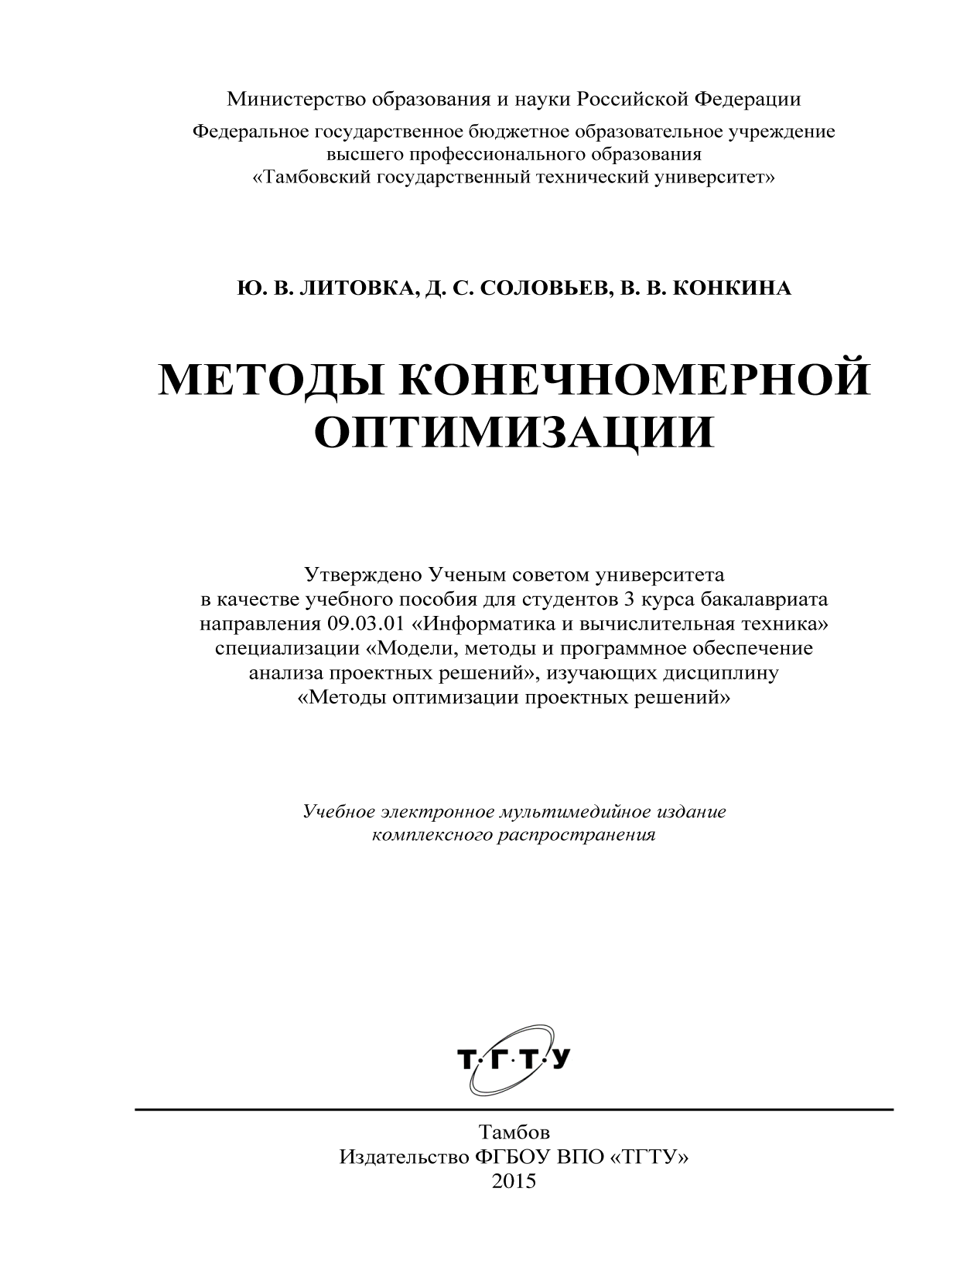 Министерство образования и науки Российской Федерации
Федеральное государственное бюджетное образовательное учреждение
высшего профессионального образования
«Тамбовский государственный технический университет»
Ю. В. ЛИТОВКА, Д. С. СОЛОВЬЕВ, В. В. КОНКИНА
МЕТОДЫ КОНЕЧНОМЕРНОЙ
ОПТИМИЗАЦИИ
Утверждено Ученым советом университета
в качестве учебного пособия для студентов 3 курса бакалавриата
направления 09.03.01 «Информатика и вычислительная техника»
специализации «Модели, методы и программное обеспечение
анализа проектных решений», изучающих дисциплину
«Методы оптимизации проектных решений»
Учебное электронное мультимедийное издание
комплексного распространения
Т·Г·Т·У
Тамбов
Издательство ФГБОУ ВПО «ТГТУ»
2015